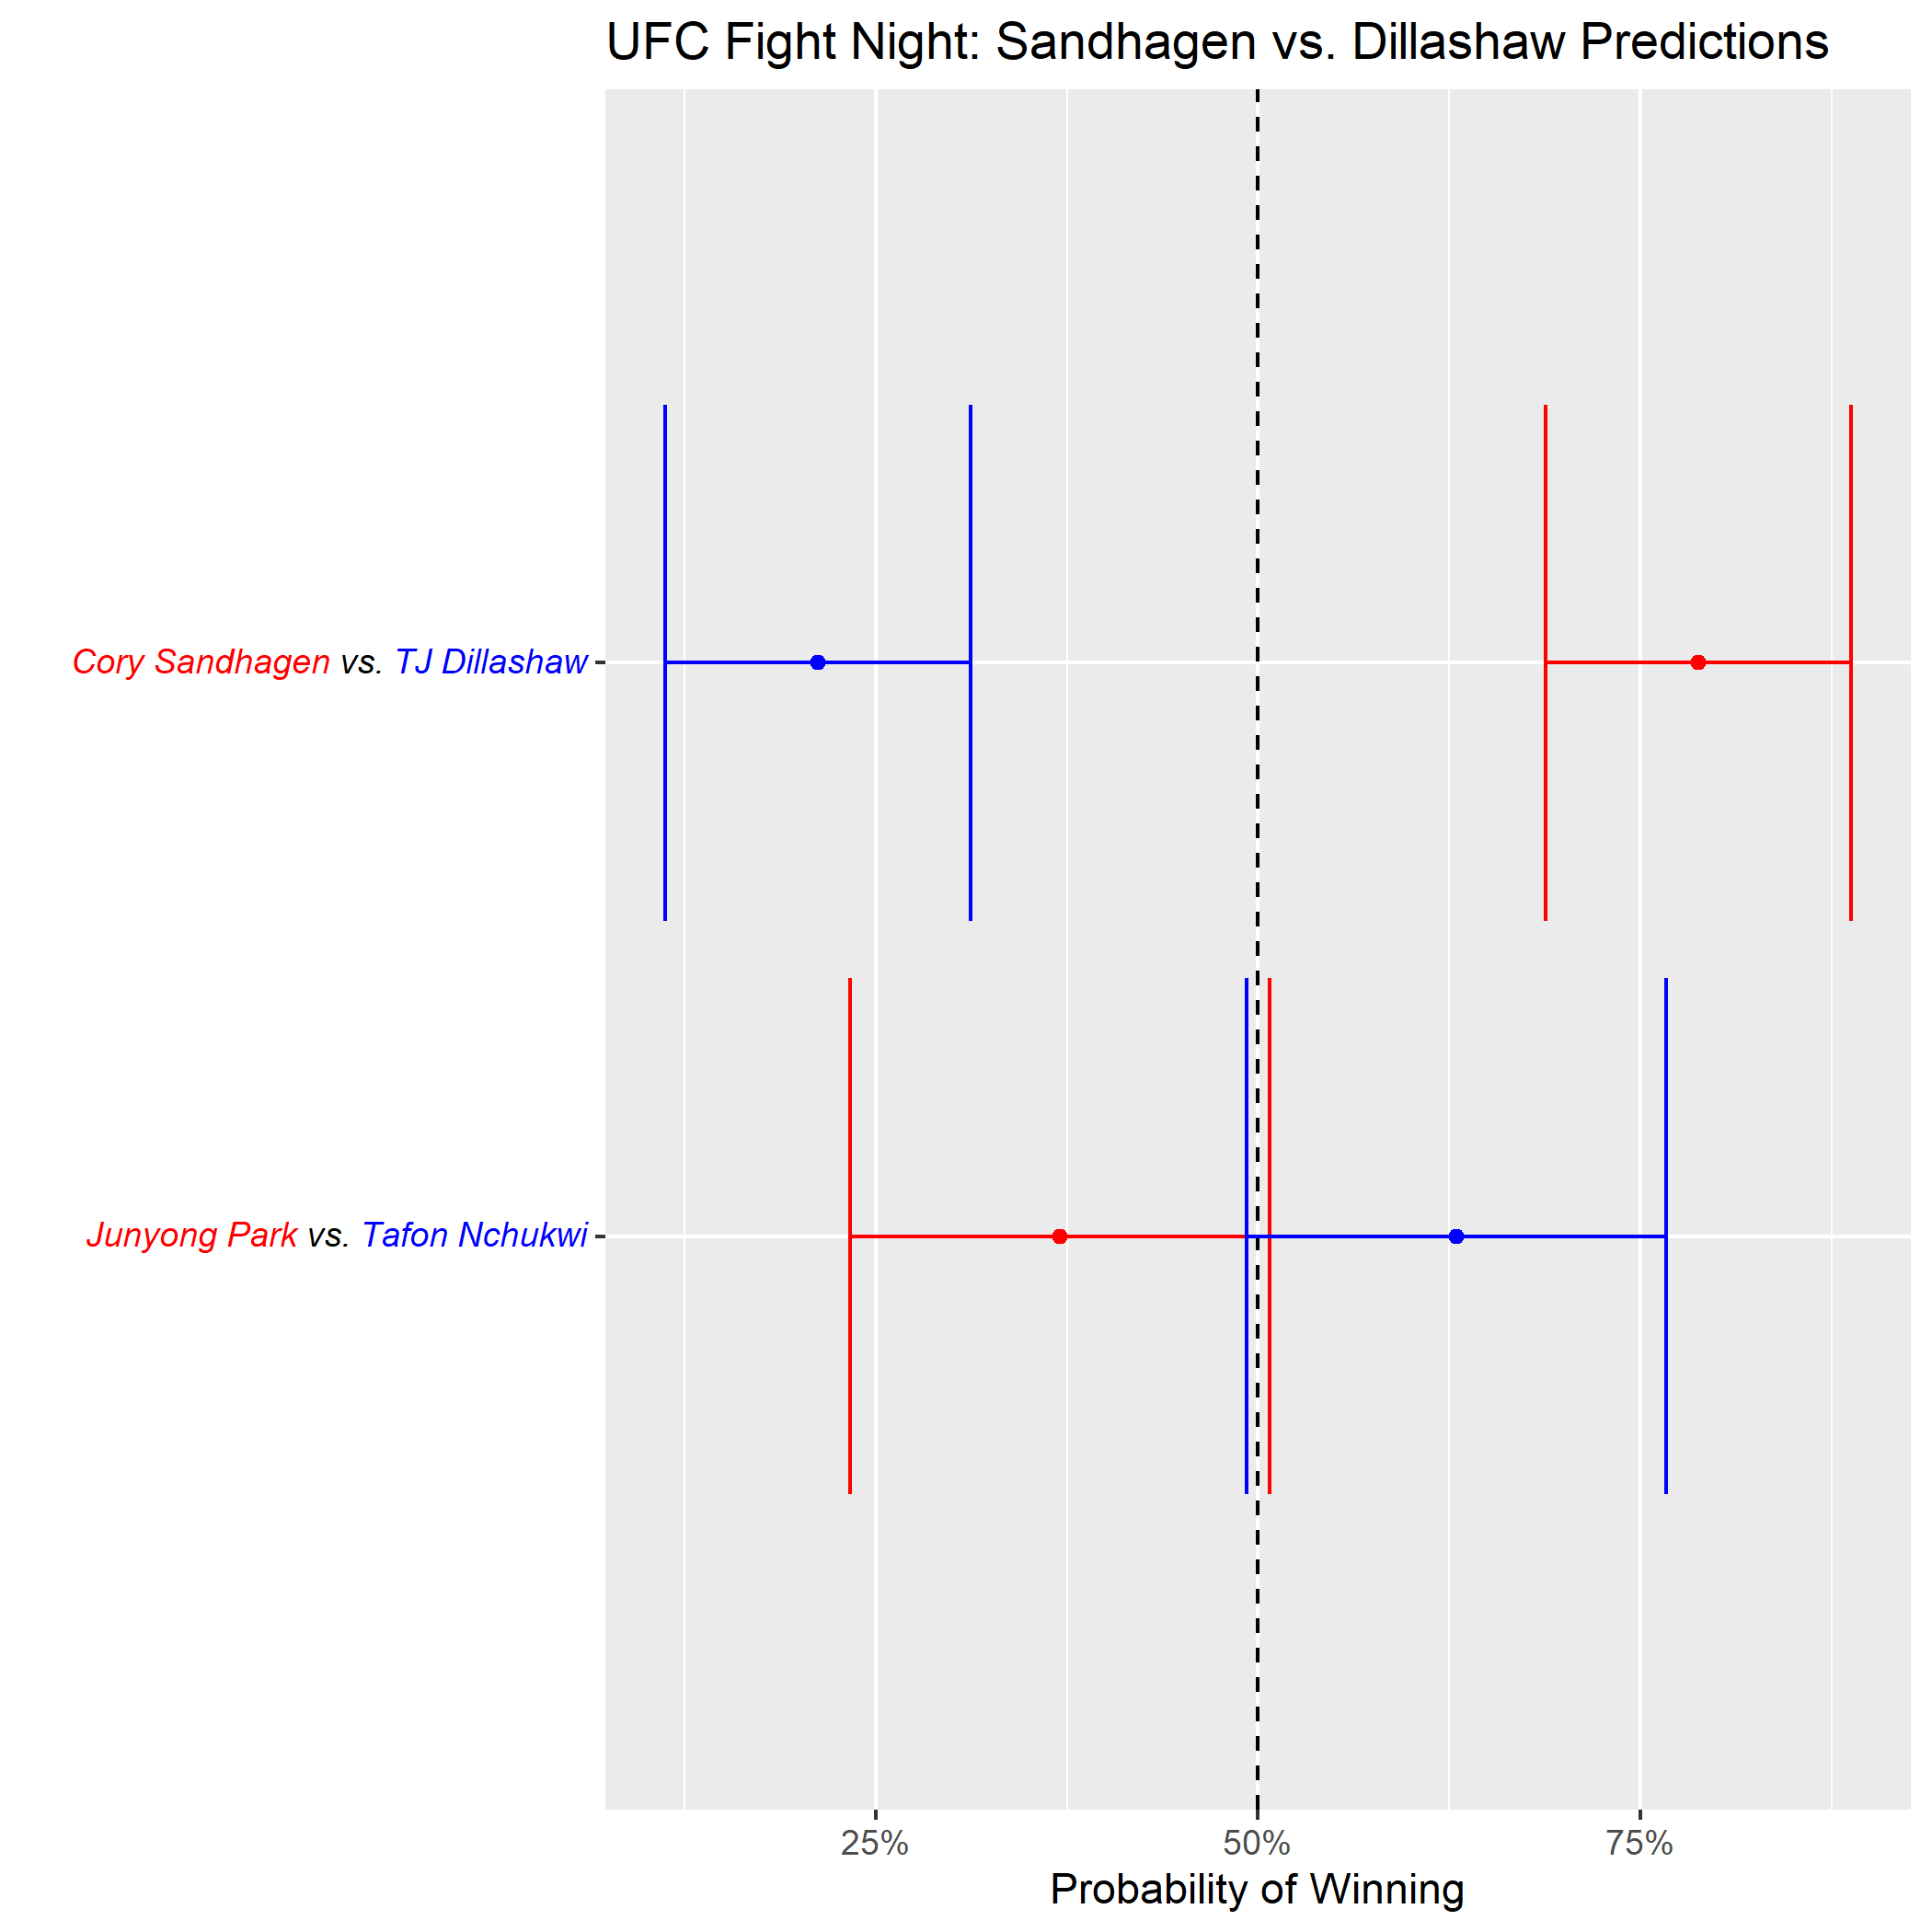 UFC Fight Night: Sandhagen vs. Dillashaw Predictions
Cory Sandhagen vs. TJ Dillashaw
Junyong Park vs. Tafon Nchukwi
25% 50% 75%
Probability of Winning